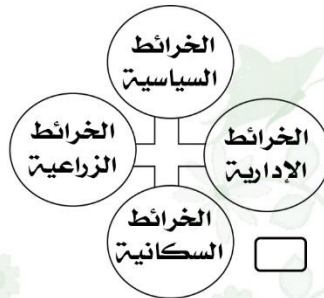 الخرائط
السياسية
الخرائط
الإدارية
الخرائط
الزراعية
الخرائط
السكانية